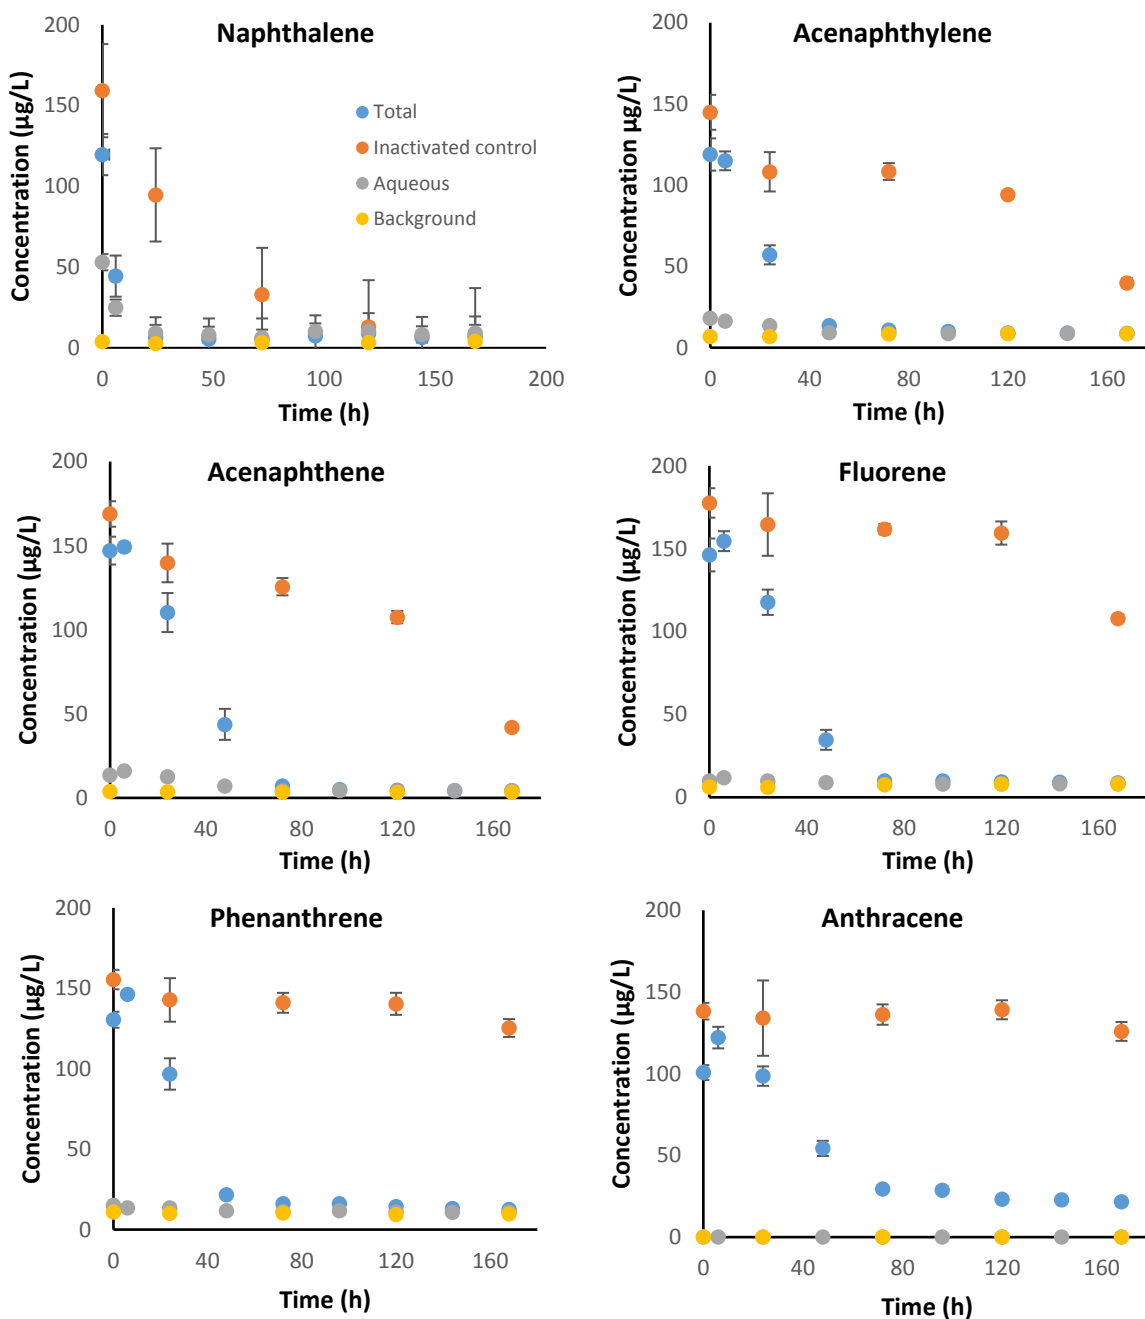 Naphthalene
Concentration (µg/L)
200
150
100
50
0
0 50 100 150 200
Time (h)
Total
Inactivated control
Aqueous
Background
Acenaphthylene
Concentration µg/L)
200
150
100
50
0
0 40 80 120 160
Time (h)
Acenaphthene
Concentration (µg/L)
200
150
100
50
0
0 40 80 120 160
Time (h)
Fluorene
Concentration (µg/L)
200
150
100
50
0
0 40 80 120 160
Time (h)
Phenanthrene
Concentration (µg/L)
200
150
100
50
0
0 40 80 120 160
Time (h)
Anthracene
Concentration (µg/L)
200
150
100
50
0
0 40 80 120 160
Time (h)